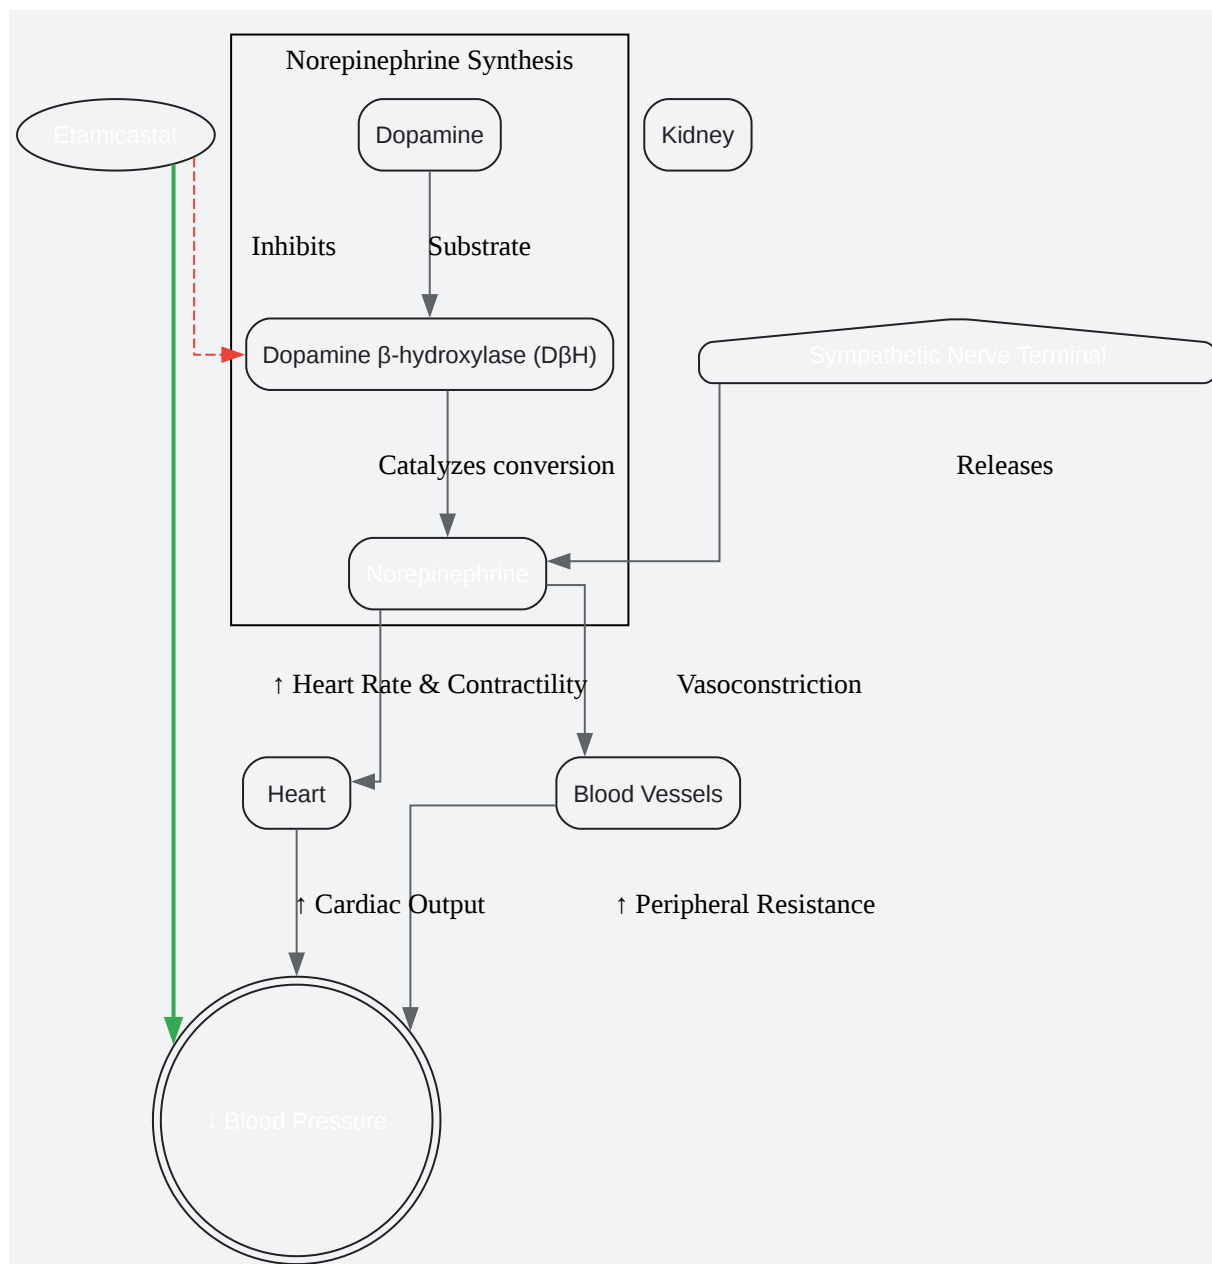 Norepinephrine Synthesis
Etamicastat
Dopamine
Kidney
Inhibits
Substrate
Dopamine β-hydroxylase (DβH)
Sympathetic Nerve Terminal
Catalyzes conversion
Releases
Norepinephrine
↑ Heart Rate & Contractility
Vasoconstriction
Heart
Blood Vessels
↑ Cardiac Output
↑ Peripheral Resistance
↓ Blood Pressure